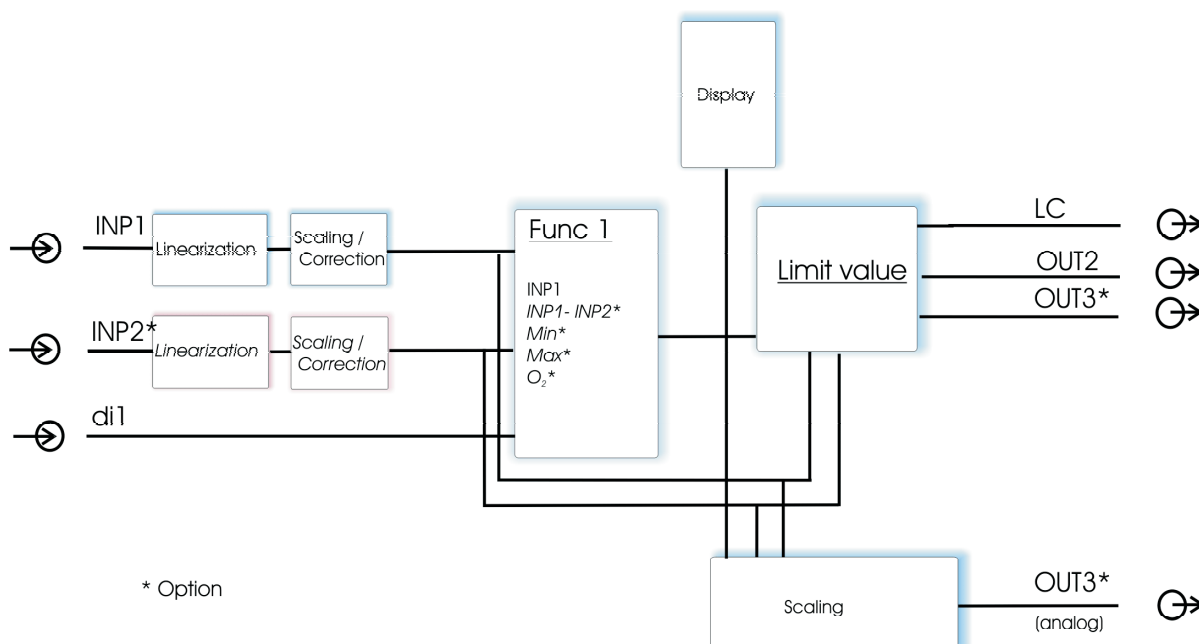 Display
INP1
Linearization
Scaling /
Correction
Func 1
INP1
INP1- INP2*
Min*
Max*
O₂*
Limit value
LC
OUT2
OUT3*
INP2*
Linearization
Scaling /
Correction
di1
* Option
Scaling
OUT3*
(analog)